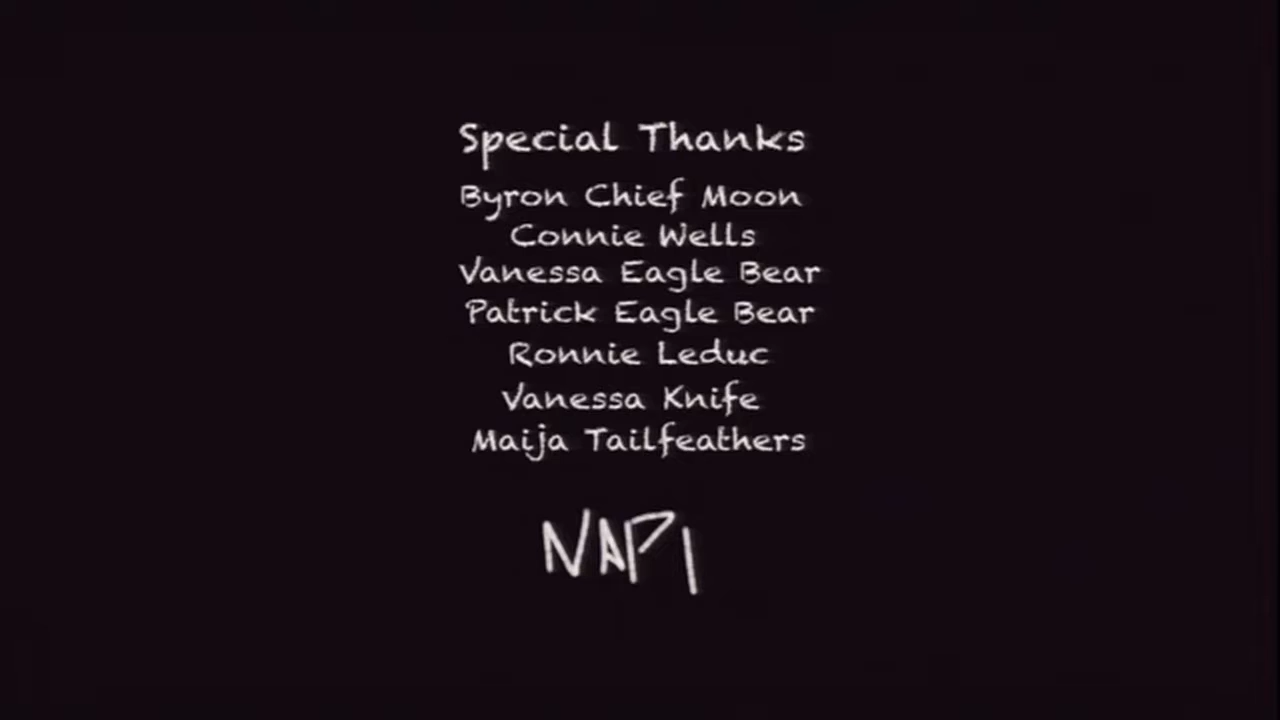 Special Thanks
Byron Chief Moon
Connie Wells
Vanessa Eagle Bear
Patrick Eagle Bear
Ronnie Leduc
Vanessa Knife
Maija Tailfeathers
NAPI